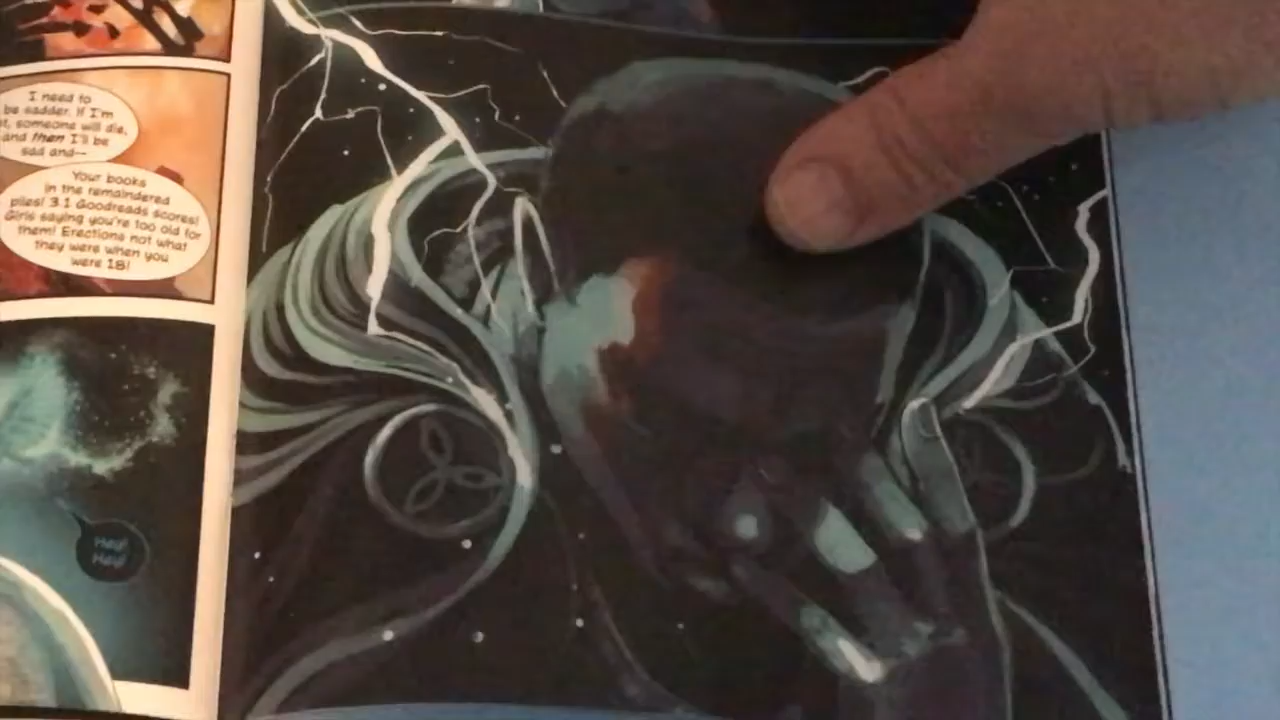 I need to
be sadder. If I'm
t, someone will die,
and then I'll be
sad and—
Your books
in the remaindered
piles! 3.1 Goodreads scores!
Girls saying you're too old for
them! Erections not what
they were when you
were 18!
Hey!
Hey!